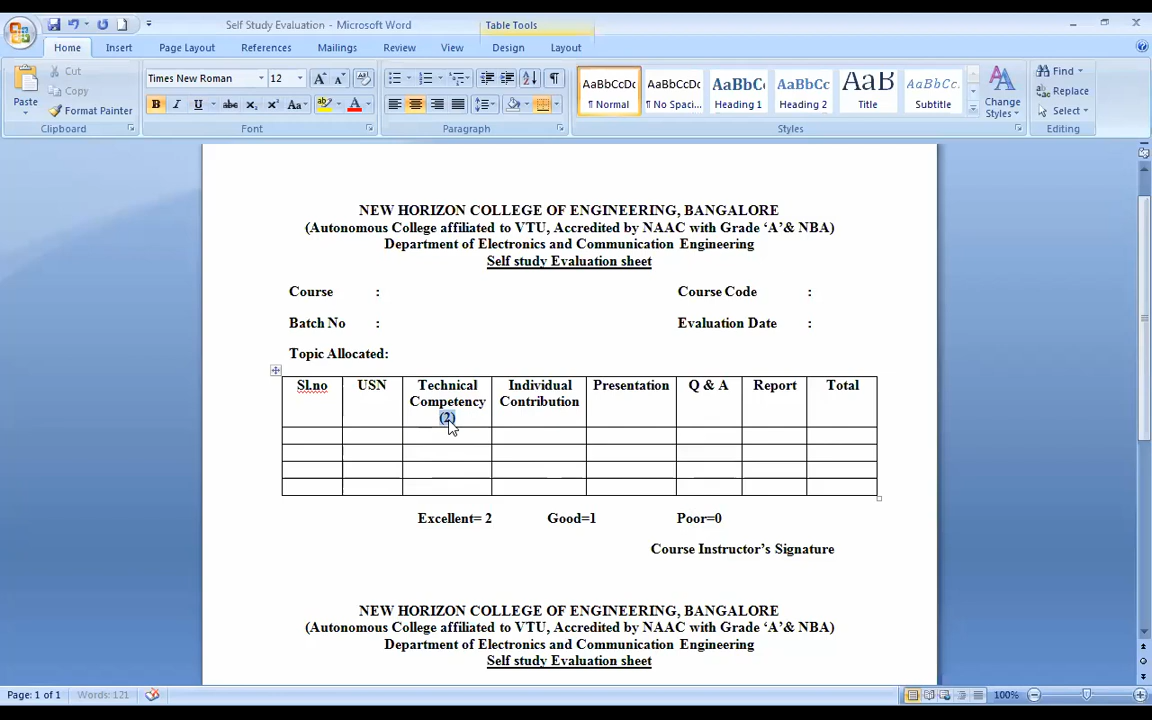 Self Study Evaluation - Microsoft Word
Table Tools
Home
Insert
Page Layout
References
Mailings
Review
View
Design
Layout
Paste
Cut
Copy
Format Painter
Clipboard
Times New Roman
12
Font
Paragraph
AaBbCcDc
¶ Normal
AaBbCcDc
¶ No Spaci...
AaBbC
Heading 1
AaBbCc
Heading 2
AaB
Title
AaBbCc.
Subtitle
Change
Styles
Styles
Find
Replace
Select
Editing
NEW HORIZON COLLEGE OF ENGINEERING, BANGALORE
(Autonomous College affiliated to VTU, Accredited by NAAC with Grade ‘A’& NBA)
Department of Electronics and Communication Engineering
Self study Evaluation sheet
Course : Course Code :
Batch No : Evaluation Date :
Topic Allocated:
Sl.no
USN
Technical
Competency
(2)
Individual
Contribution
Presentation
Q & A
Report
Total
Excellent= 2 Good=1 Poor=0
Course Instructor’s Signature
NEW HORIZON COLLEGE OF ENGINEERING, BANGALORE
(Autonomous College affiliated to VTU, Accredited by NAAC with Grade ‘A’& NBA)
Department of Electronics and Communication Engineering
Self study Evaluation sheet
Page: 1 of 1
Words: 121
100%